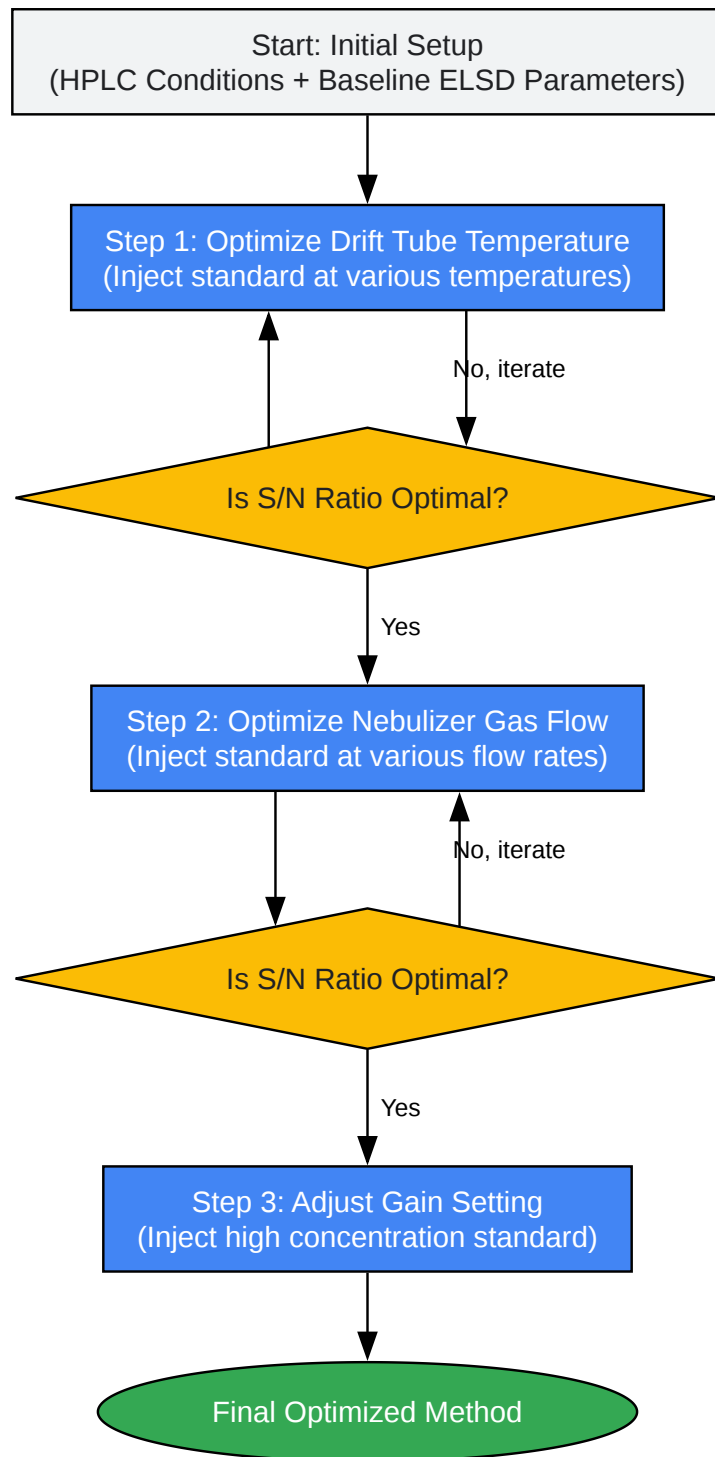 Start: Initial Setup
(HPLC Conditions + Baseline ELSD Parameters)
Step 1: Optimize Drift Tube Temperature
(Inject standard at various temperatures)
No, iterate
Is S/N Ratio Optimal?
Yes
Step 2: Optimize Nebulizer Gas Flow
(Inject standard at various flow rates)
No, iterate
Is S/N Ratio Optimal?
Yes
Step 3: Adjust Gain Setting
(Inject high concentration standard)
Final Optimized Method